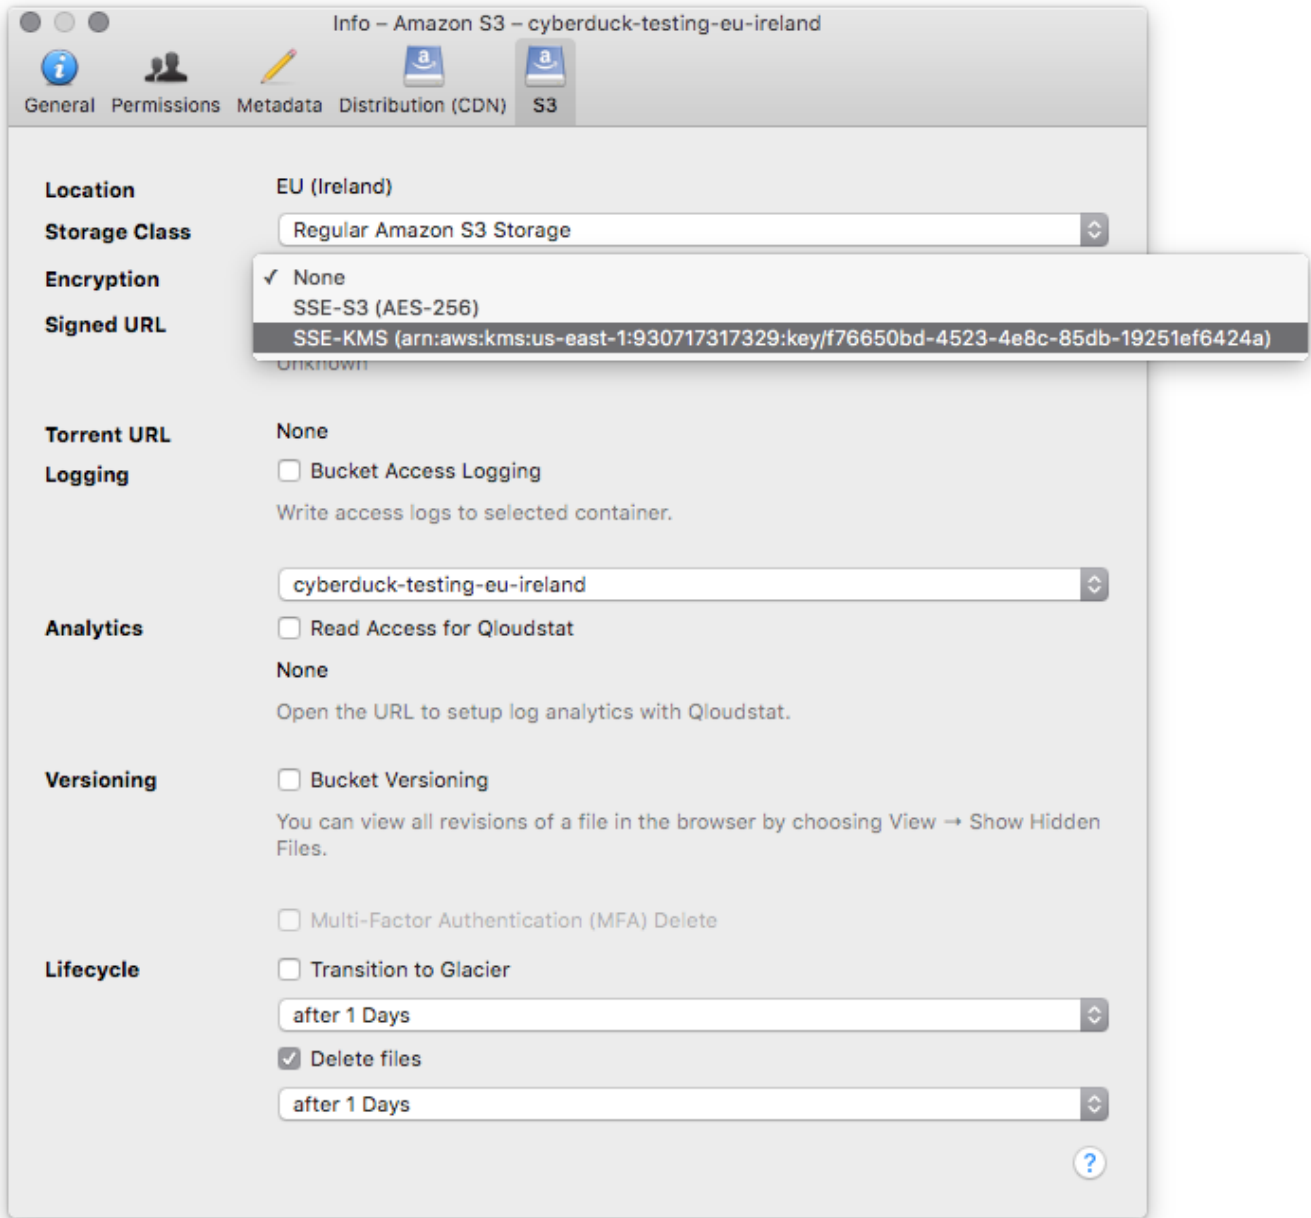 Info – Amazon S3 – cyberduck-testing-eu-ireland
General Permissions Metadata Distribution (CDN) S3
Location EU (Ireland)
Storage Class Regular Amazon S3 Storage
Encryption ✓ None
SSE-S3 (AES-256)
Signed URL
SSE-KMS (arn:aws:kms:us-east-1:930717317329:key/f76650bd-4523-4e8c-85db-19251ef6424a)
Unknown
Torrent URL None
Logging Bucket Access Logging
Write access logs to selected container.
cyberduck-testing-eu-ireland
Analytics Read Access for Qloudstat
None
Open the URL to setup log analytics with Qloudstat.
Versioning Bucket Versioning
You can view all revisions of a file in the browser by choosing View → Show Hidden
Files.
Multi-Factor Authentication (MFA) Delete
Lifecycle Transition to Glacier
after 1 Days
Delete files
after 1 Days
?